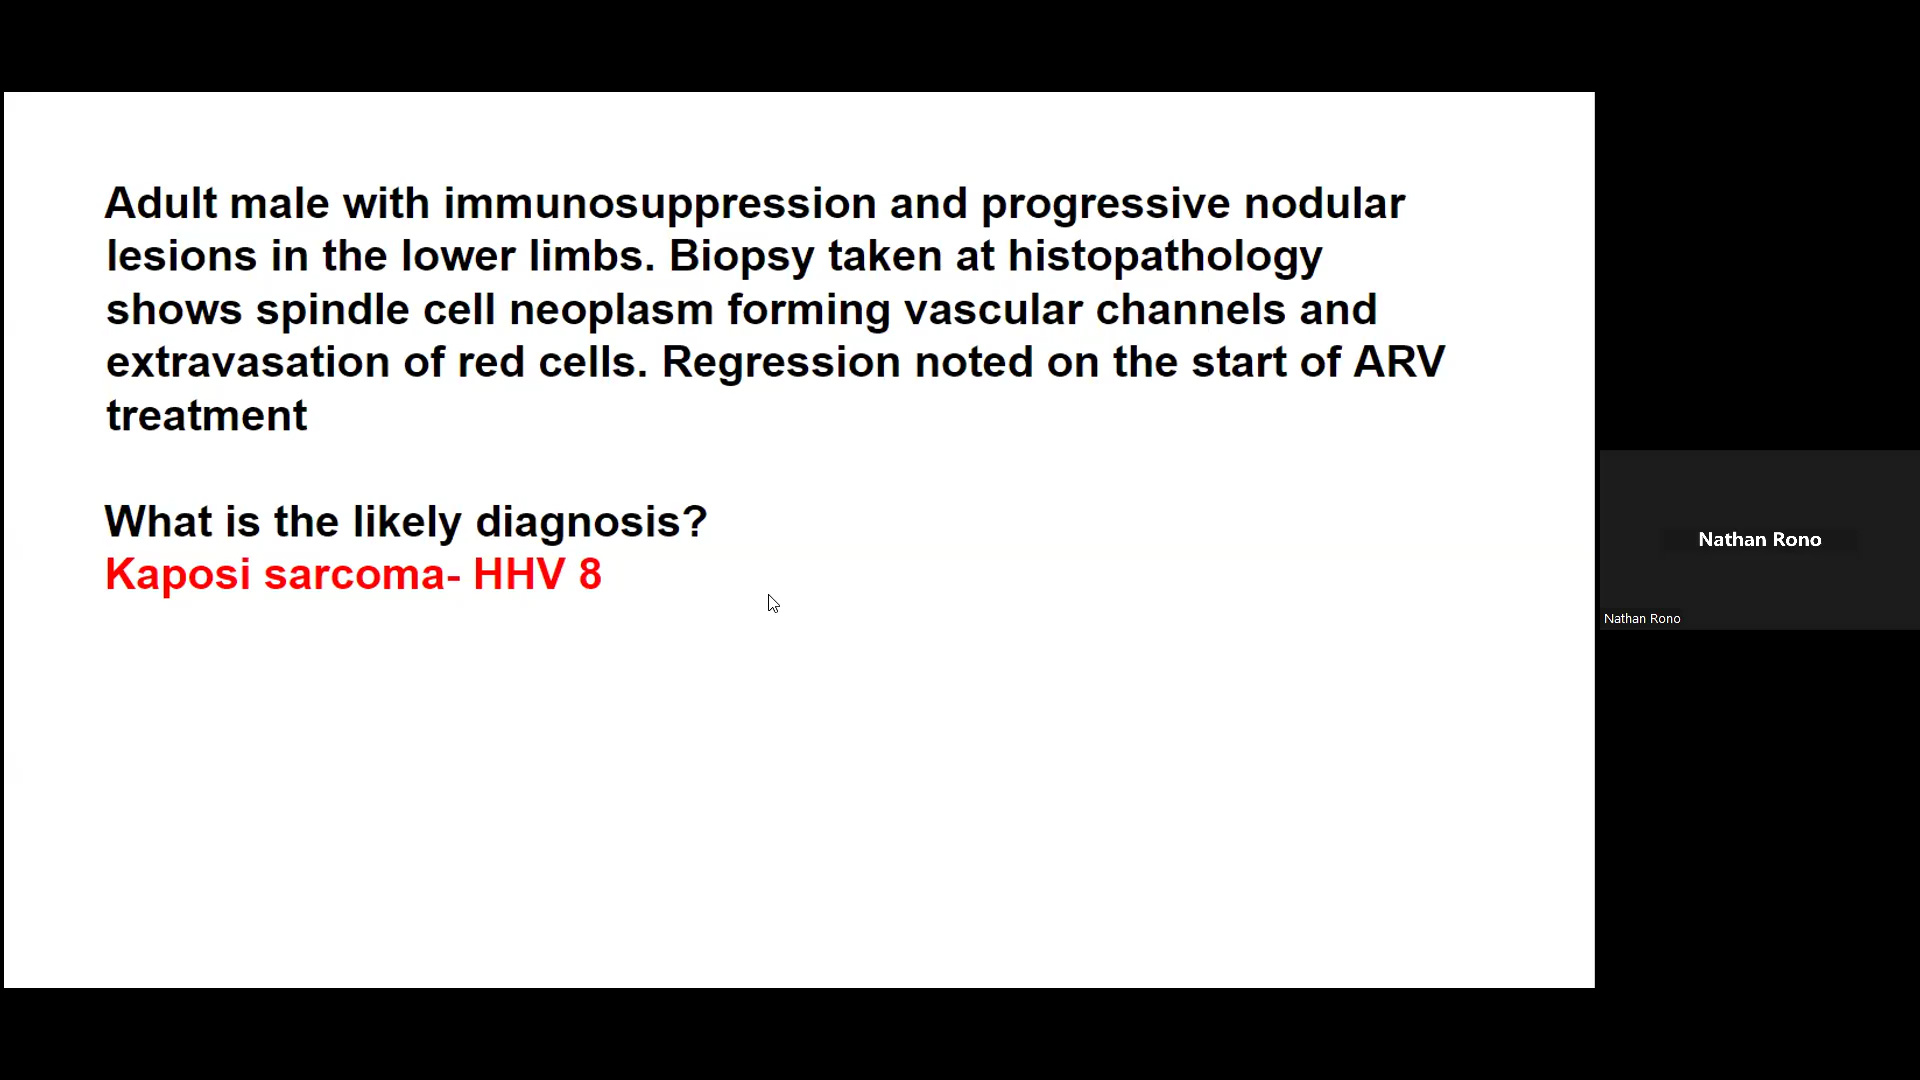 Adult male with immunosuppression and progressive nodular
lesions in the lower limbs. Biopsy taken at histopathology
shows spindle cell neoplasm forming vascular channels and
extravasation of red cells. Regression noted on the start of ARV
treatment
What is the likely diagnosis?
Kaposi sarcoma- HHV 8
Nathan Rono
Nathan Rono